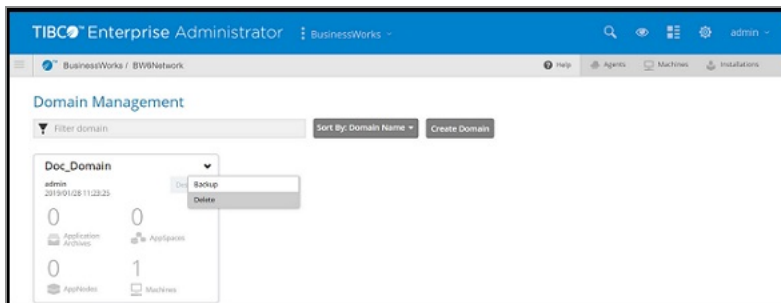 TIBCO™ Enterprise Administrator BusinessWorks admin
BusinessWorks / BW6Network Help Agents Machines Installations
Domain Management
Filter domain Sort By: Domain Name Create Domain
Doc_Domain
admin
2019/01/28 11:23:25
Backup
Delete
0 0
Application Archives AppSpaces
0 1
AppNodes Machines